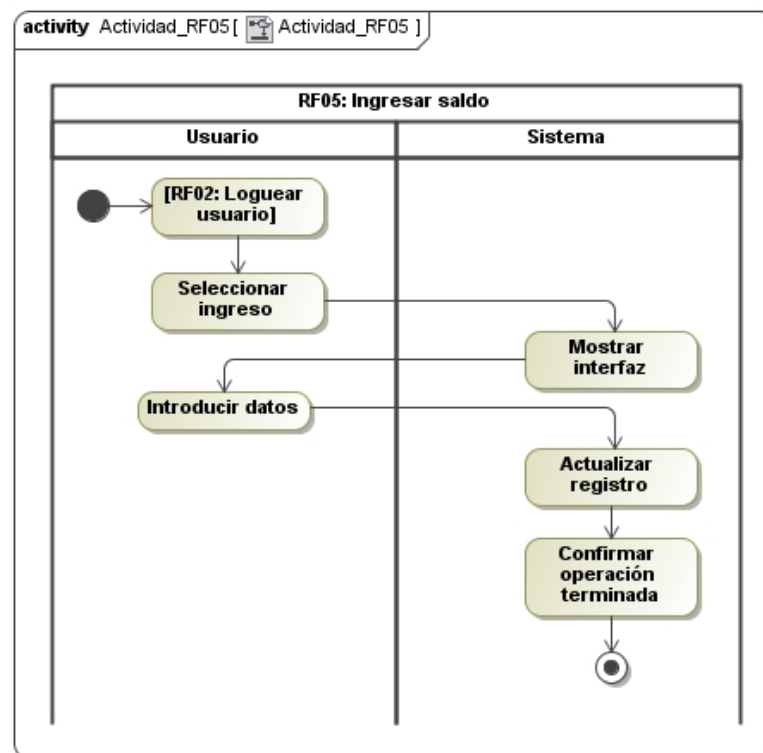 activity Actividad_RF05 [ Actividad_RF05 ]
RF05: Ingresar saldo
Usuario
Sistema
[RF02: Loguear
usuario]
Seleccionar
ingreso
Mostrar
interfaz
Introducir datos
Actualizar
registro
Confirmar
operación
terminada